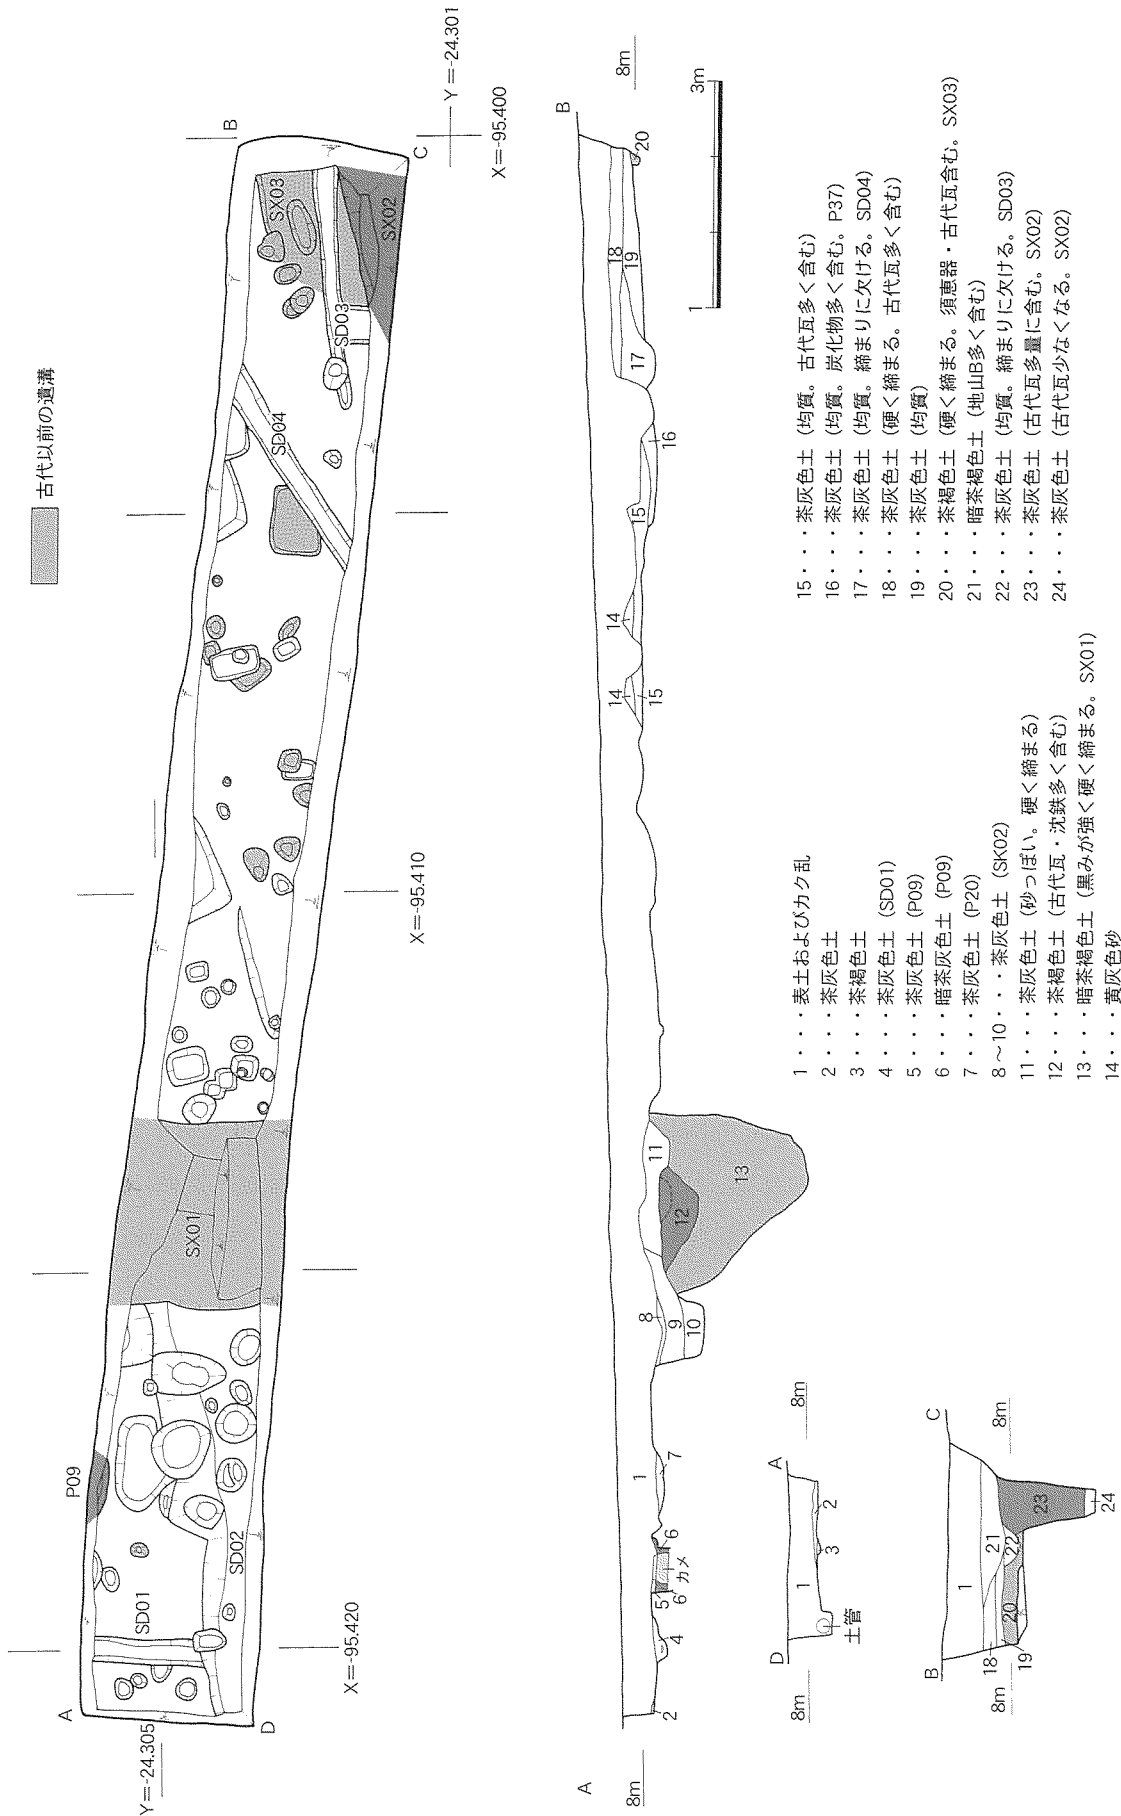 古代以前の遺溝
B
C
Y=-24.301
X=-95.400
SX03
SX02
SD03
SD04
X=-95.410
SX01
P09
SD02
SD01
X=-95.420
A
D
Y=-24.305
A
B
8m
8m
1
2
4
5
6
6
カメ
7
8
9
10
11
12
13
14
14
15
15
16
17
18
19
20
1
3m
D
A
8m
8m
1
2
3
土管
B
C
8m
8m
1
18
19
20
21
22
23
24
1・・・表土およびカク乱
2・・・茶灰色土
3・・・茶褐色土
4・・・茶灰色土（SD01）
5・・・茶灰色土（P09）
6・・・暗茶灰色土（P09）
7・・・茶灰色土（P20）
8～10・・・茶灰色土（SK02）
11・・・茶灰色土（砂っぽい。硬く締まる）
12・・・茶褐色土（古代瓦・沈鉄多く含む）
13・・・暗茶褐色土（黒みが強く硬く締まる。SX01）
14・・・黄灰色砂
15・・・茶灰色土（均質。古代瓦多く含む）
16・・・茶灰色土（均質。炭化物多く含む。P37）
17・・・茶灰色土（均質。締まりに欠ける。SD04）
18・・・茶灰色土（硬く締まる。古代瓦多く含む）
19・・・茶灰色土（均質）
20・・・茶褐色土（硬く締まる。須恵器・古代瓦含む。SX03）
21・・・暗茶褐色土（地山B多く含む）
22・・・茶灰色土（均質。締まりに欠ける。SD03）
23・・・茶灰色土（古代瓦多量に含む。SX02）
24・・・茶灰色土（古代瓦少なくなる。SX02）